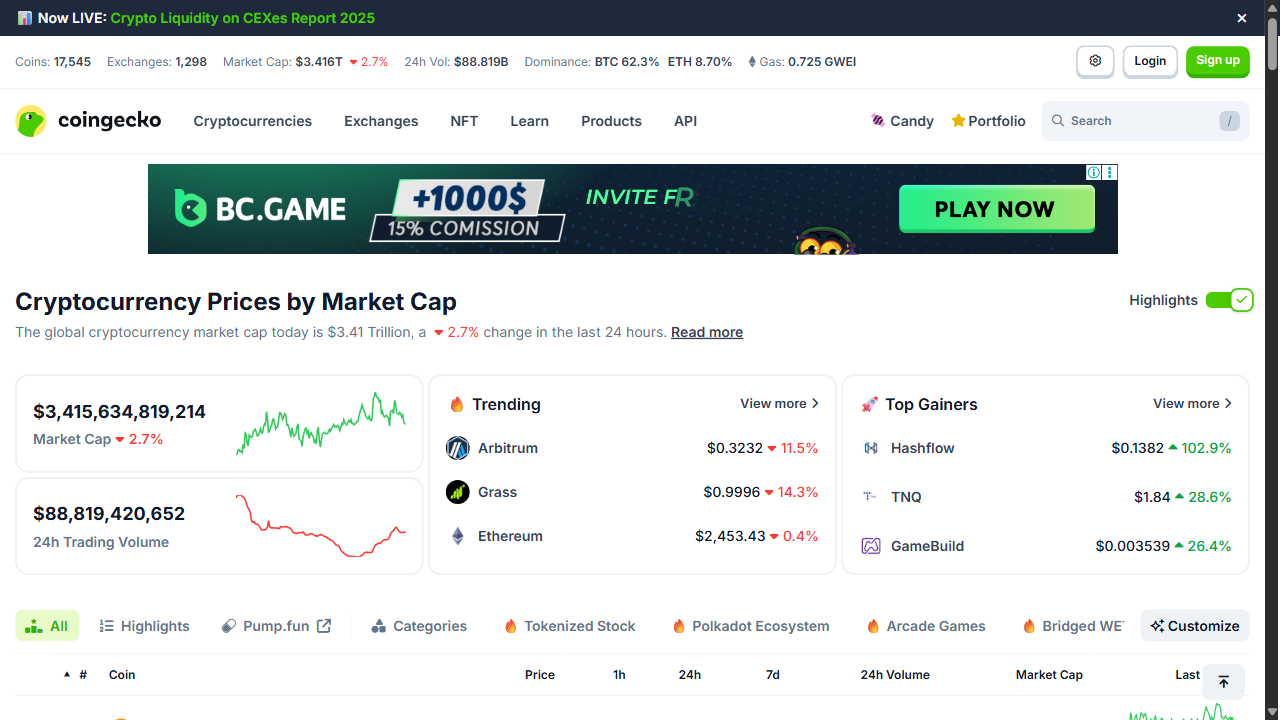 Now LIVE: Crypto Liquidity on CEXes Report 2025
Coins: 17,545 Exchanges: 1,298 Market Cap: $3.416T 2.7% 24h Vol: $88.819B Dominance: BTC 62.3% ETH 8.70% Gas: 0.725 GWEI
Login
Sign up
coingecko
Cryptocurrencies Exchanges NFT Learn Products API
Candy Portfolio
Search /
BC.GAME
+1000$
15% COMISSION
INVITE FR
PLAY NOW
Cryptocurrency Prices by Market Cap
Highlights
The global cryptocurrency market cap today is $3.41 Trillion, a 2.7% change in the last 24 hours. Read more
$3,415,634,819,214
Market Cap 2.7%
$88,819,420,652
24h Trading Volume
Trending View more
Arbitrum $0.3232 11.5%
Grass $0.9996 14.3%
Ethereum $2,453.43 0.4%
Top Gainers View more
Hashflow $0.1382 102.9%
TNQ $1.84 28.6%
GameBuild $0.003539 26.4%
All Highlights Pump.fun Categories Tokenized Stock Polkadot Ecosystem Arcade Games Bridged WE Customize
# Coin Price 1h 24h 7d 24h Volume Market Cap Last